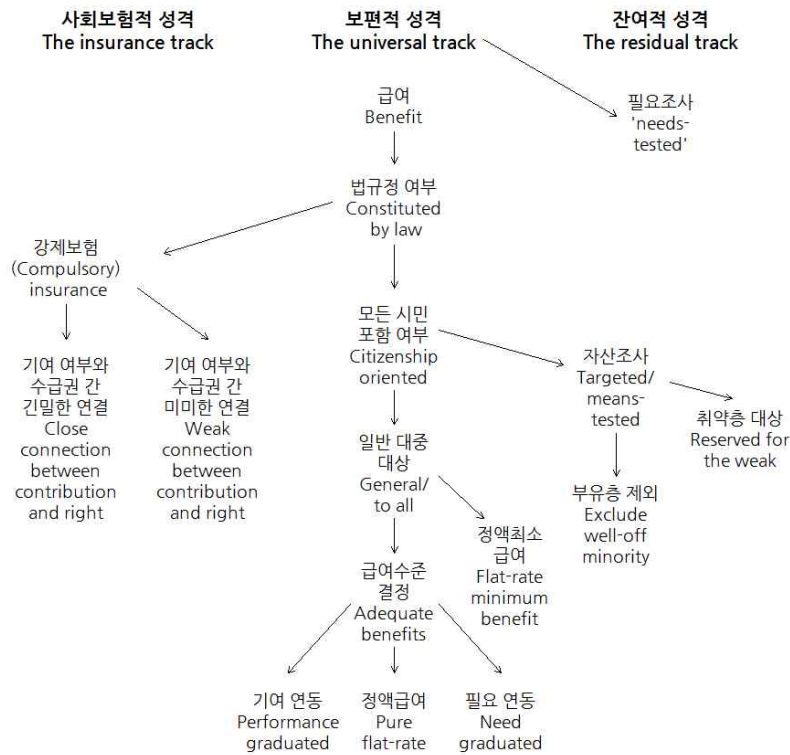 사회보험적 성격
The insurance track
보편적 성격
The universal track
잔여적 성격
The residual track
급여
Benefit
필요조사
'needs-
tested'
법규정 여부
Constituted
by law
강제보험
(Compulsory)
insurance
모든 시민
포함 여부
Citizenship
oriented
기여 여부와
수급권 간
긴밀한 연결
Close
connection
between
contribution
and right
기여 여부와
수급권 간
미미한 연결
Weak
connection
between
contribution
and right
자산조사
Targeted/
means-
tested
취약층 대상
Reserved for
the weak
일반 대중
대상
General/
to all
부유층 제외
Exclude
well-off
minority
정액최소
급여
Flat-rate
minimum
benefit
급여수준
결정
Adequate
benefits
기여 연동
Performance
graduated
정액급여
Pure
flat-rate
필요 연동
Need
graduated